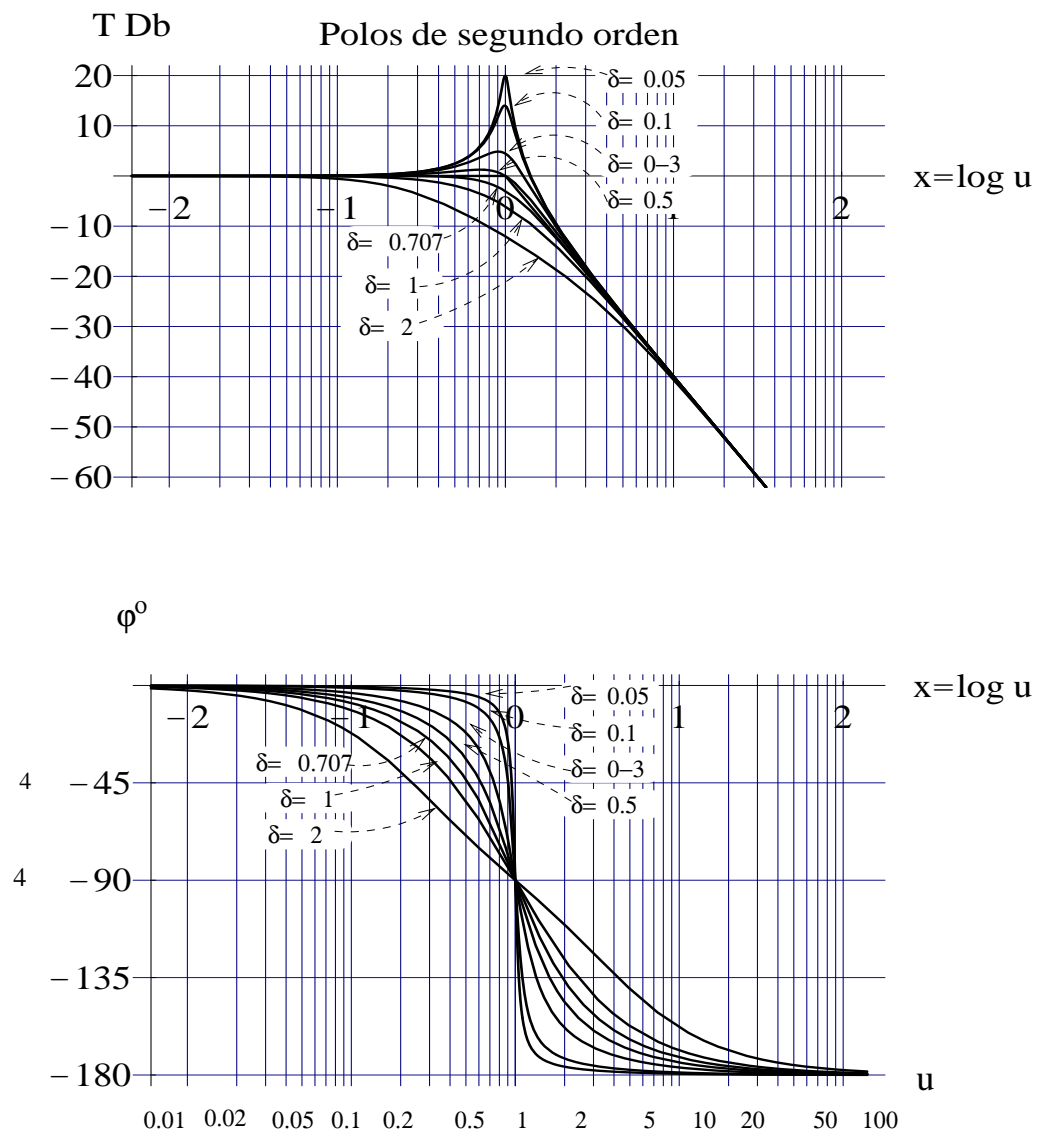 T Db
Polos de segundo orden
20
δ= 0.05
10
δ= 0.1
δ= 0−3
x=log u
−2 −1 0 1 2
δ= 0.5
−10
δ= 0.707
−20
δ= 1
−30
δ= 2
−40
−50
−60
φº
x=log u
−2 −1 0 1 2
δ= 0.05
δ= 0.1
δ= 0.707
δ= 0−3
4 −45
δ= 1
δ= 0.5
δ= 2
4 −90
−135
−180
u
0.01 0.02 0.05 0.1 0.2 0.5 1 2 5 10 20 50 100